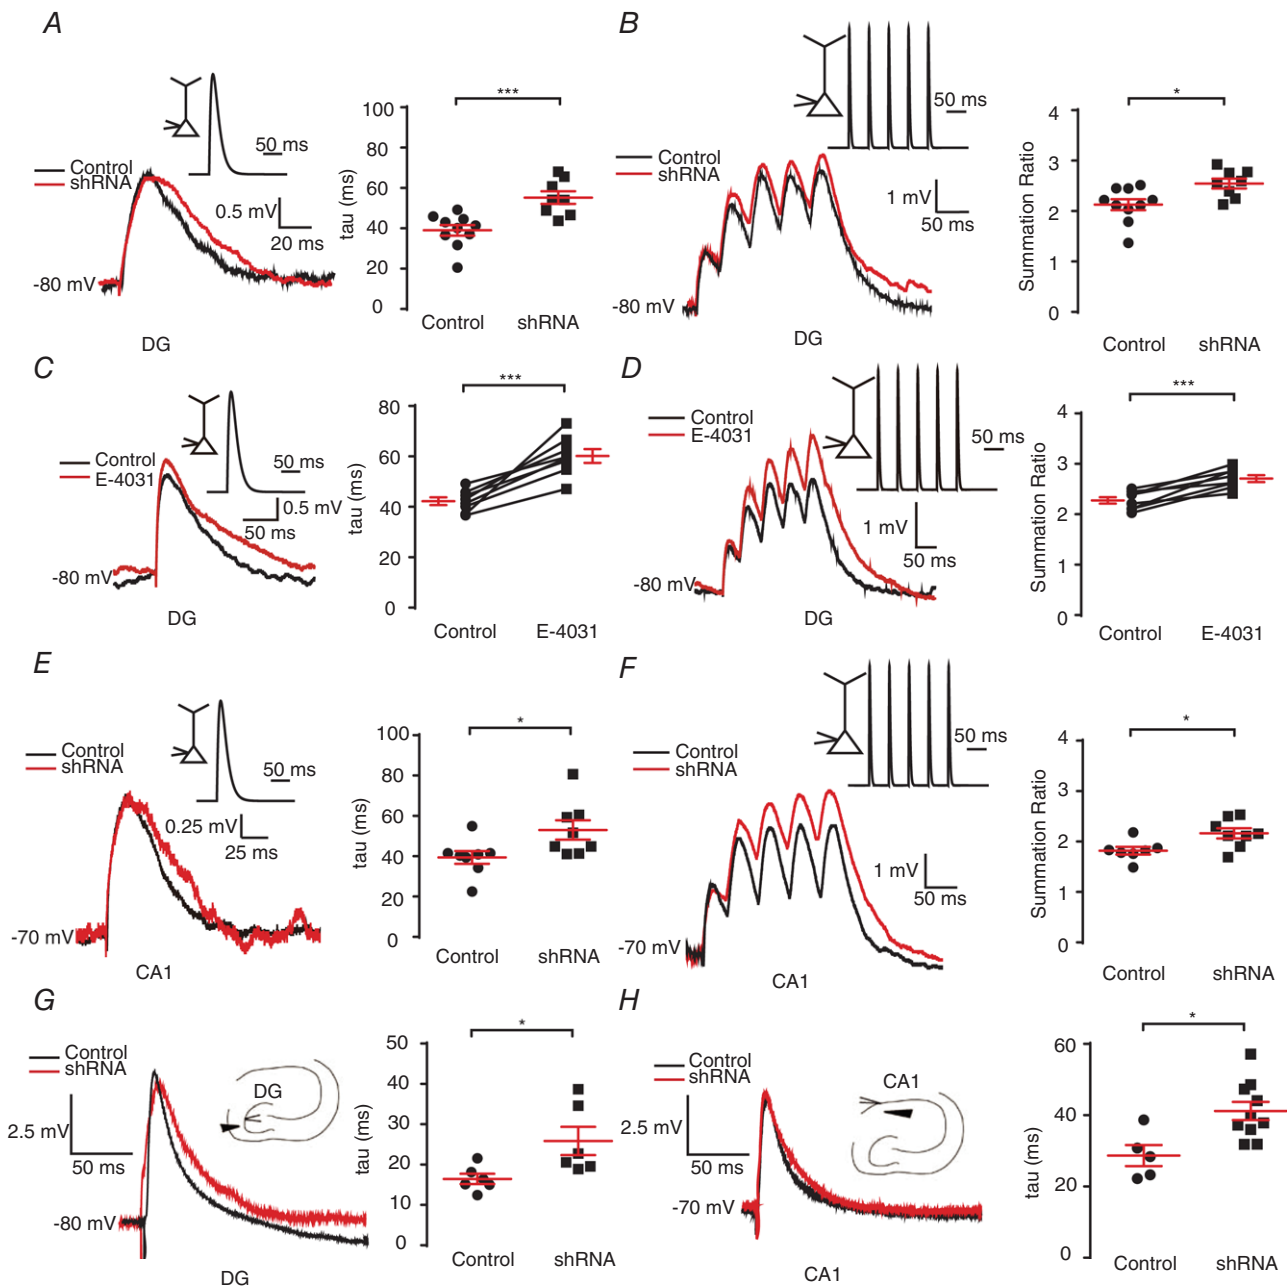 A
Control
shRNA
50 ms
0.5 mV
20 ms
-80 mV
DG
***
tau (ms)
100
80
60
40
20
0
Control
shRNA
B
Control
shRNA
50 ms
1 mV
50 ms
-80 mV
DG
*
Summation Ratio
4
3
2
1
0
Control
shRNA
C
Control
E-4031
50 ms
0.5 mV
50 ms
-80 mV
DG
***
tau (ms)
80
60
40
20
0
Control
E-4031
D
Control
E-4031
50 ms
1 mV
50 ms
-80 mV
DG
***
Summation Ratio
4
3
2
1
0
Control
E-4031
E
Control
shRNA
50 ms
0.25 mV
25 ms
-70 mV
CA1
*
tau (ms)
100
80
60
40
20
0
Control
shRNA
F
Control
shRNA
50 ms
1 mV
50 ms
-70 mV
CA1
*
Summation Ratio
4
3
2
1
0
Control
shRNA
G
Control
shRNA
2.5 mV
50 ms
DG
-80 mV
DG
*
tau (ms)
50
40
30
20
10
0
Control
shRNA
H
Control
shRNA
2.5 mV
50 ms
CA1
-70 mV
CA1
*
tau (ms)
60
40
20
0
Control
shRNA